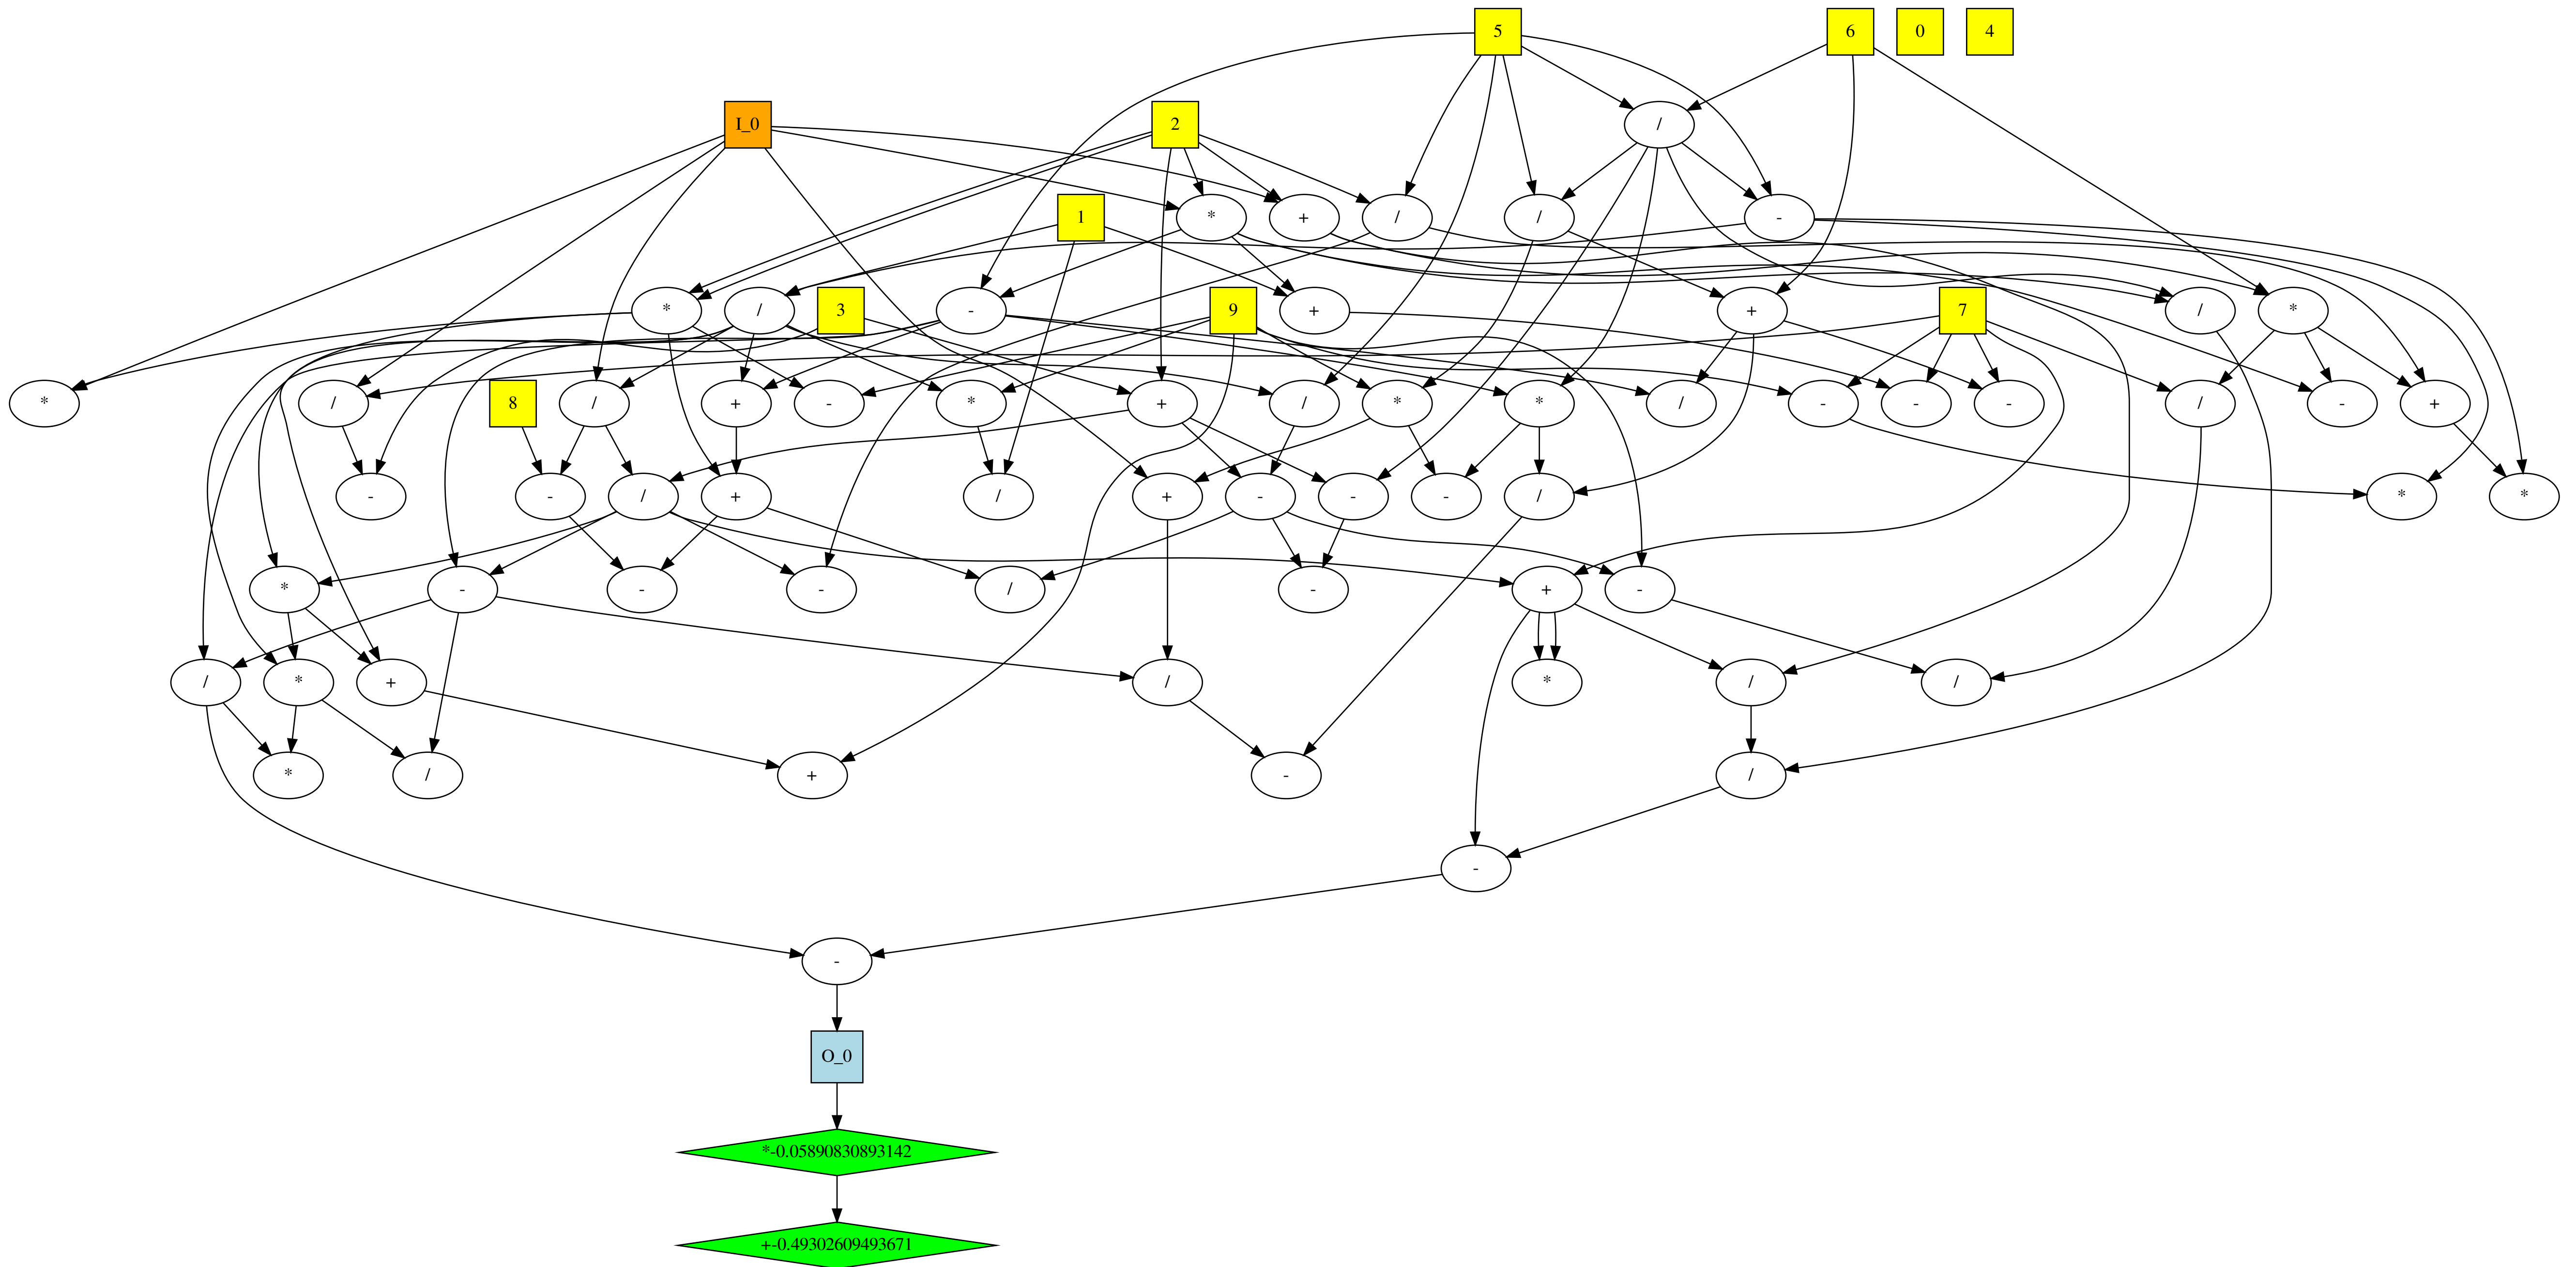 5 6 0 4
I_0 2 /
1 * + / / -
* / 3 - 9 + + 7 / *
* / 8 / + - * + / * * / - - - / - +
- - / + / + - - - / * *
* - - - / - + -
/ * + / * / /
* / + - /
-
-
O_0
*-0.05890830893142
+-0.49302609493671